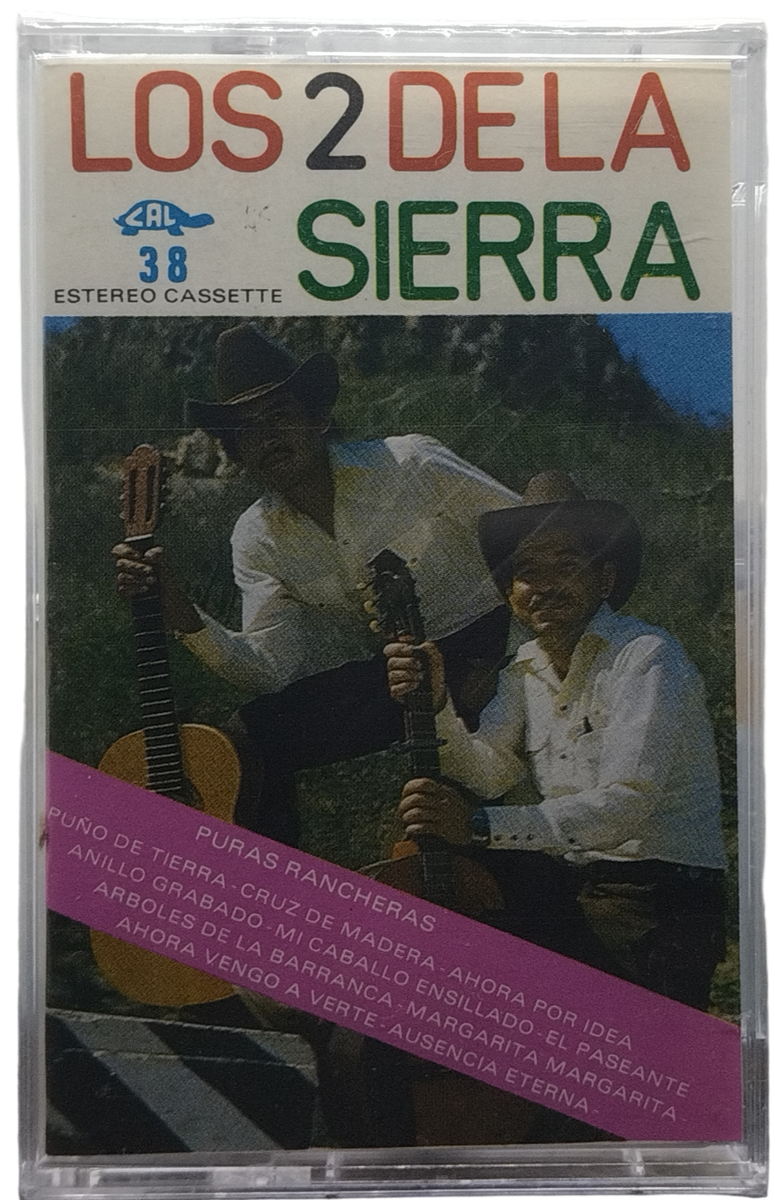 LOS 2 DE LA
SIERRA
CAL
38
ESTEREO CASSETTE
PURAS RANCHERAS
PUÑO DE TIERRA - CRUZ DE MADERA - AHORA POR IDEA
ANILLO GRABADO - MI CABALLO ENSILLADO - EL PASEANTE
ARBOLES DE LA BARRANCA - MARGARITA MARGARITA -
AHORA VENGO A VERTE - AUSENCIA ETERNA -